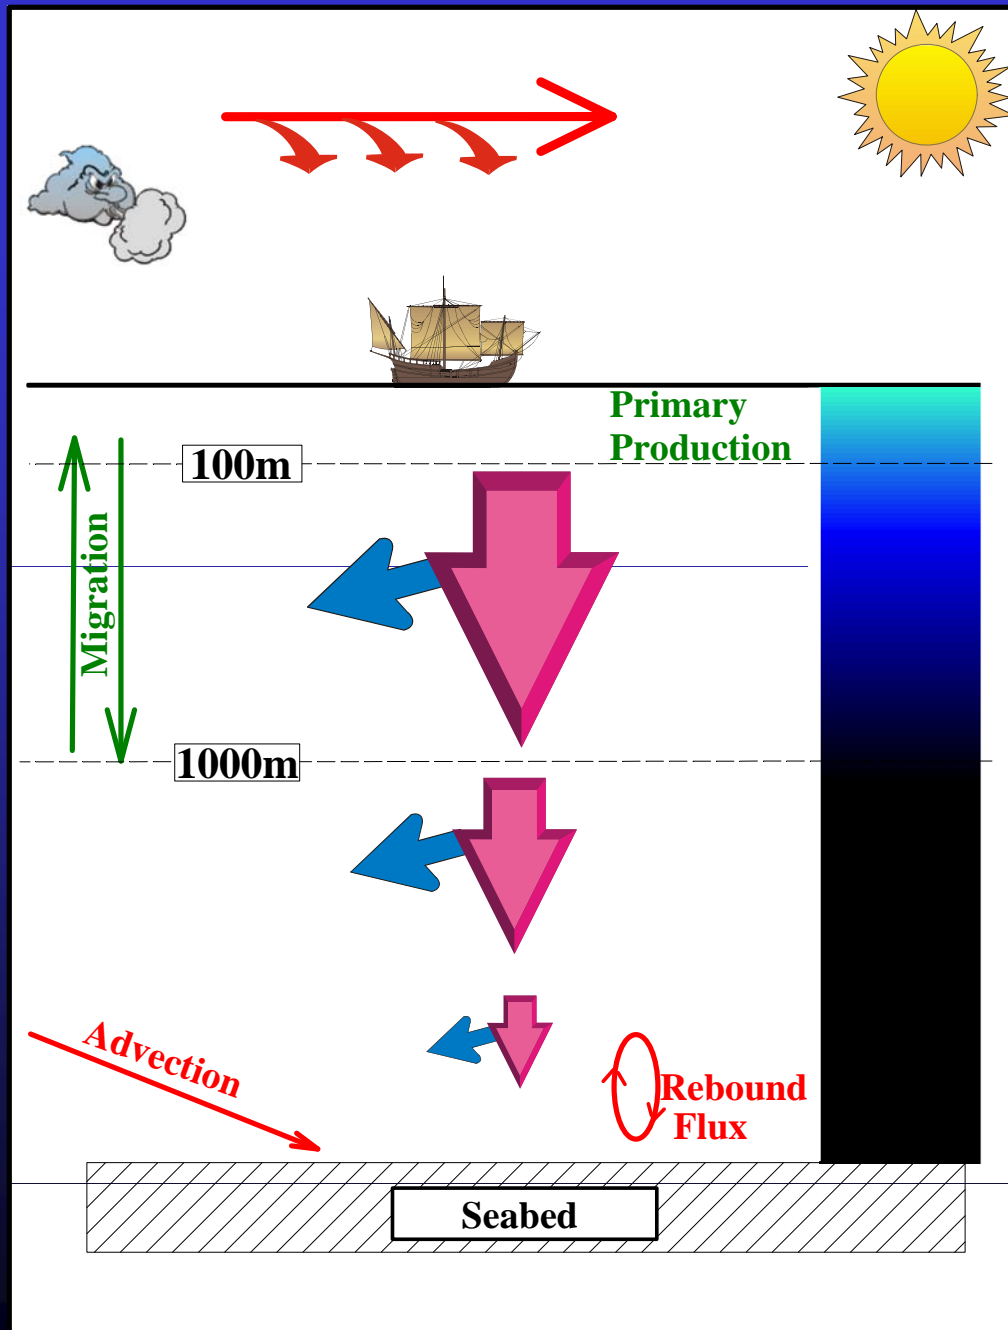 Primary
Production
100m
Migration
1000m
Advection
Rebound
Flux
Seabed